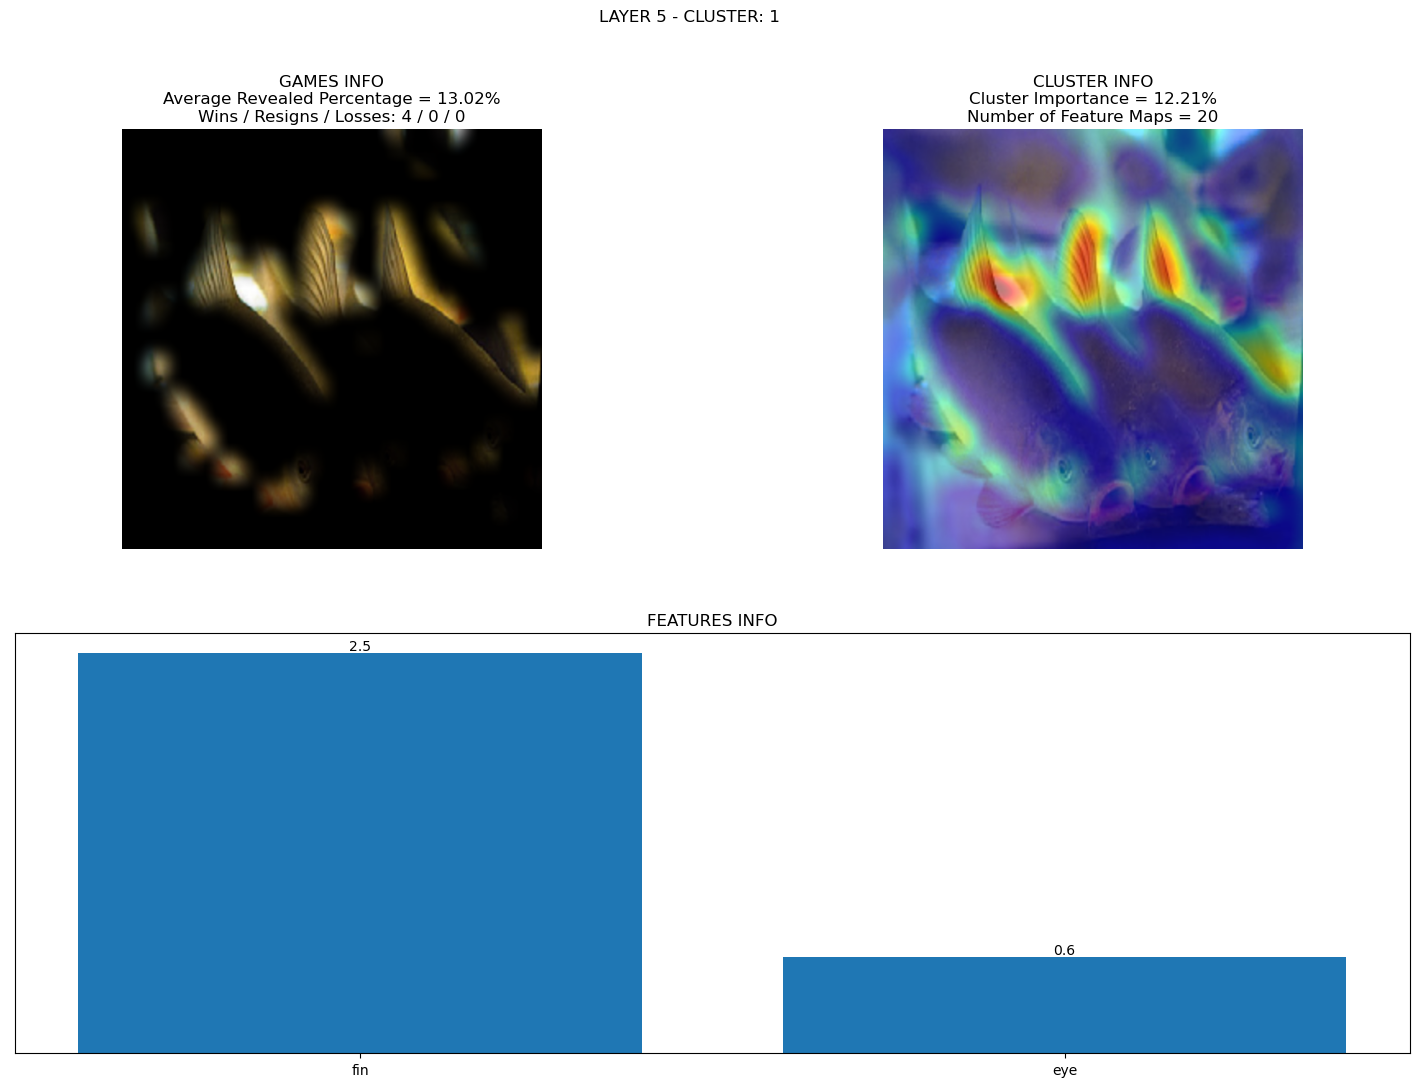 LAYER 5 - CLUSTER: 1
GAMES INFO
Average Revealed Percentage = 13.02%
Wins / Resigns / Losses: 4 / 0 / 0
CLUSTER INFO
Cluster Importance = 12.21%
Number of Feature Maps = 20
FEATURES INFO
2.5
0.6
fin
eye